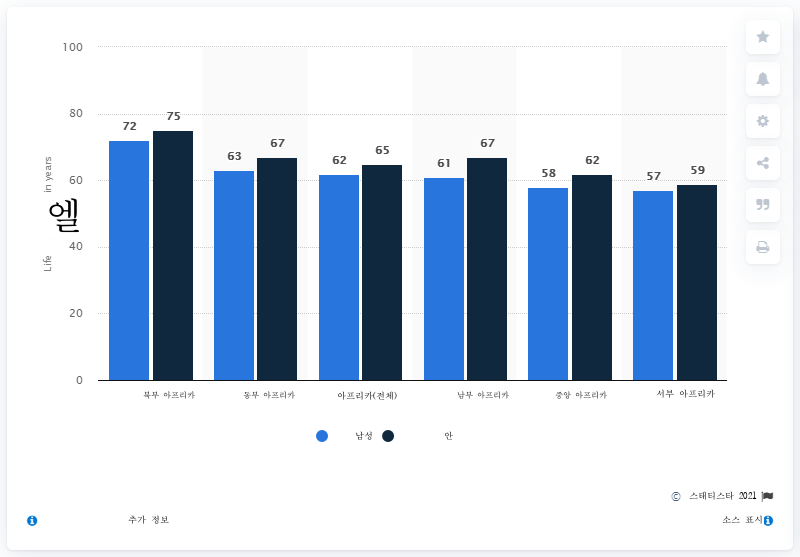 100
80
60
40
20
0
Life 엘 in years
72 75 63 67 62 65 61 67 58 62 57 59
북부 아프리카 동부 아프리카 아프리카(전체) 남부 아프리카 중앙 아프리카 서부 아프리카
남성 안
© 스태티스타 2021
추가 정보 소스 표시